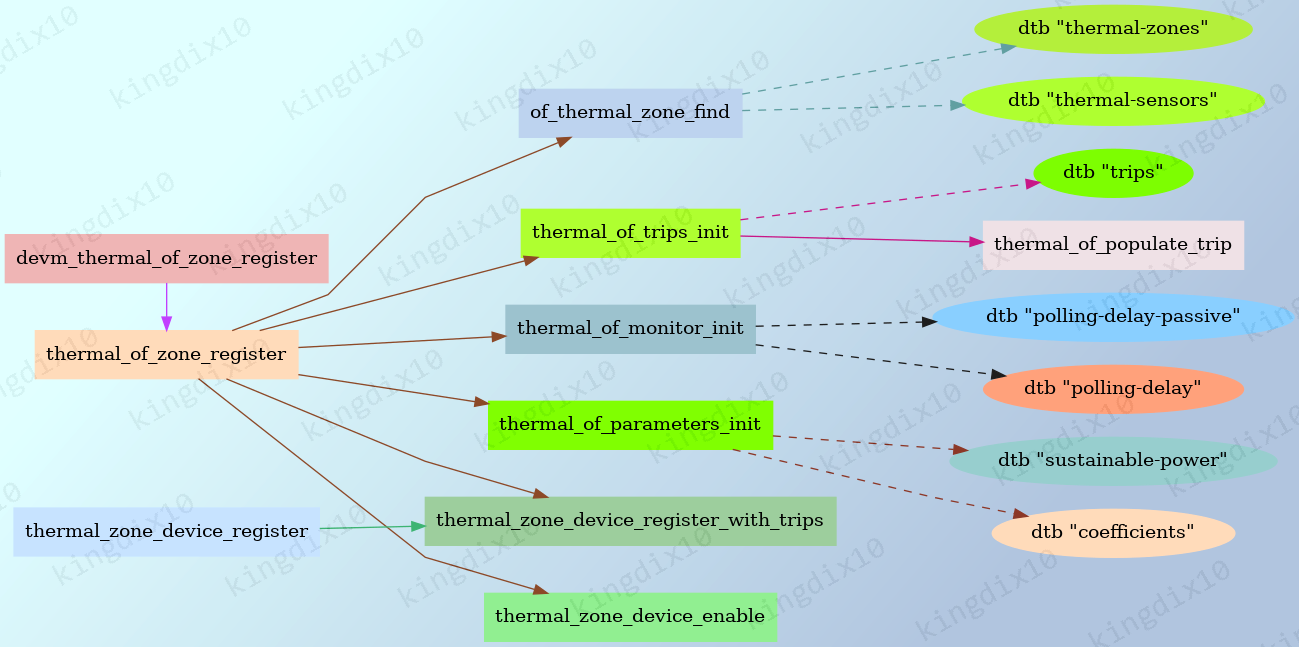 dtb "thermal-zones"
dtb "thermal-sensors"
of_thermal_zone_find
dtb "trips"
thermal_of_trips_init
thermal_of_populate_trip
devm_thermal_of_zone_register
dtb "polling-delay-passive"
thermal_of_monitor_init
thermal_of_zone_register
dtb "polling-delay"
thermal_of_parameters_init
dtb "sustainable-power"
thermal_zone_device_register_with_trips
thermal_zone_device_register
dtb "coefficients"
thermal_zone_device_enable
kingdix10